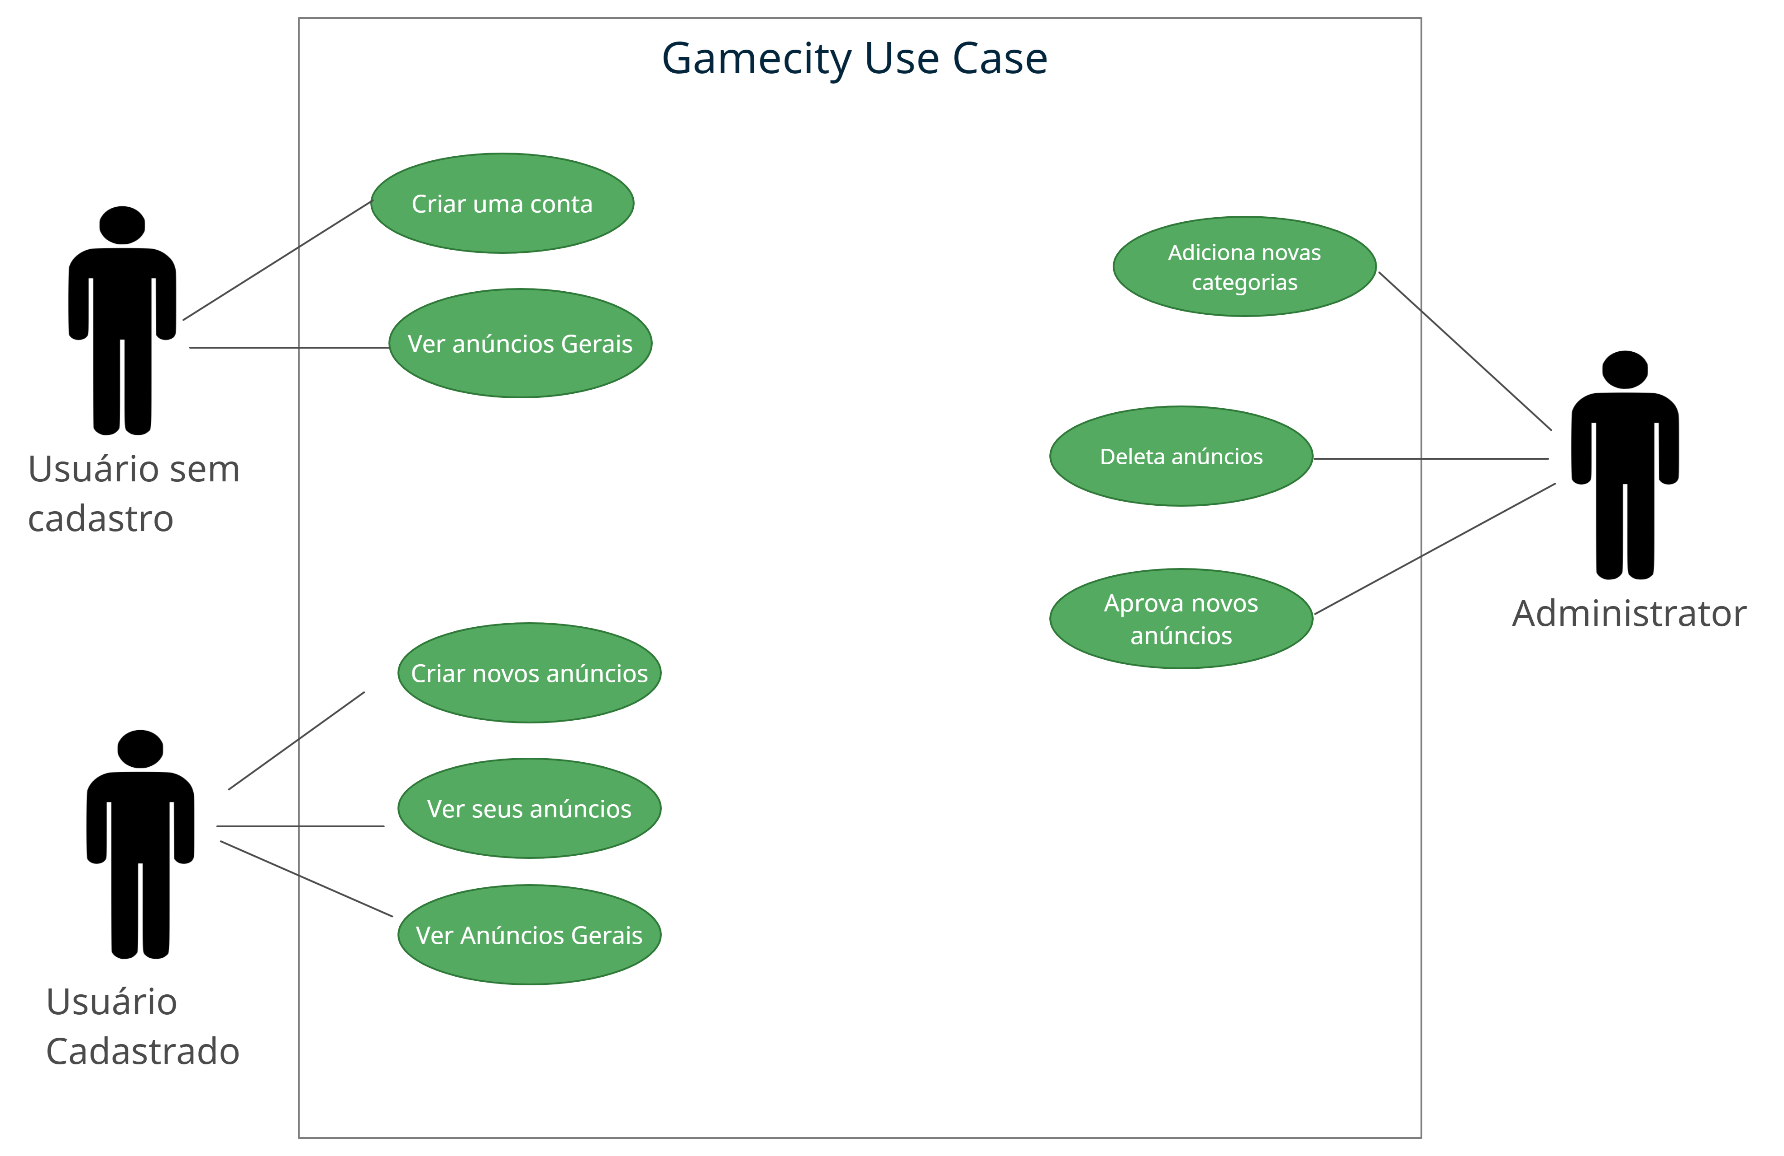 Gamecity Use Case
Criar uma conta
Ver anúncios Gerais
Usuário sem
cadastro
Adiciona novas
categorias
Deleta anúncios
Aprova novos
anúncios
Administrator
Criar novos anúncios
Ver seus anúncios
Ver Anúncios Gerais
Usuário
Cadastrado